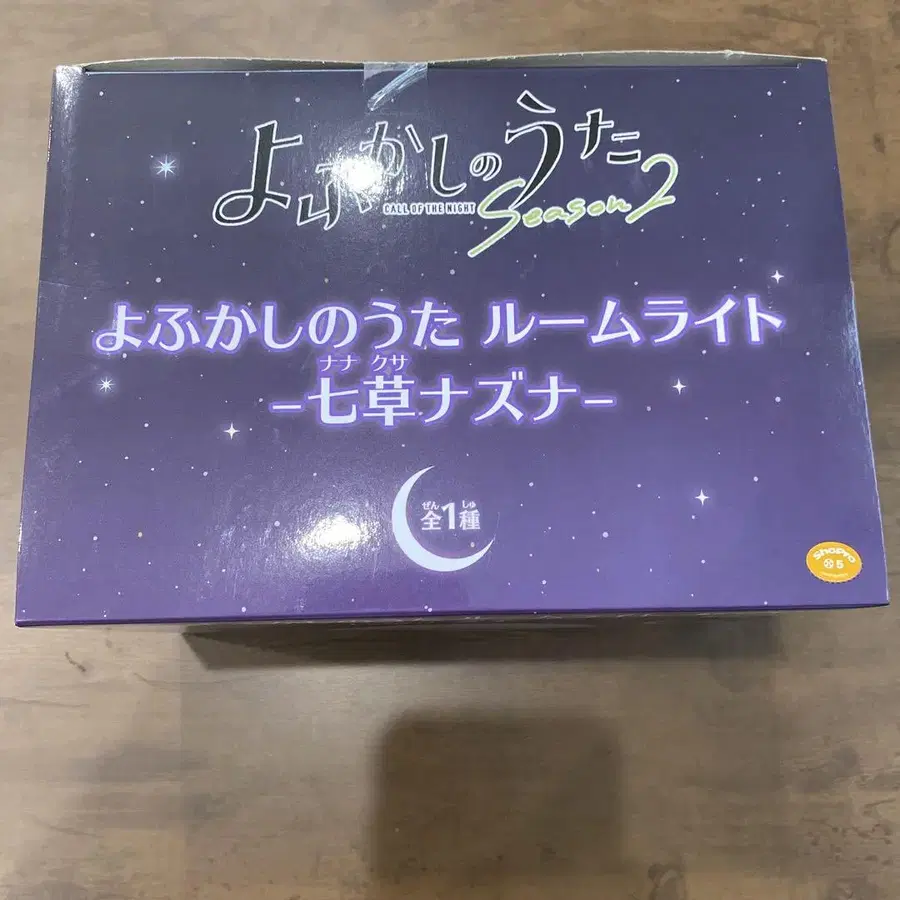 よふかしのうた
CALL OF THE NIGHT
Season2
よふかしのうた ルームライト
ナナ クサ
−七草ナズナ−
ぜん しゅ
全1種
ShoPro
5